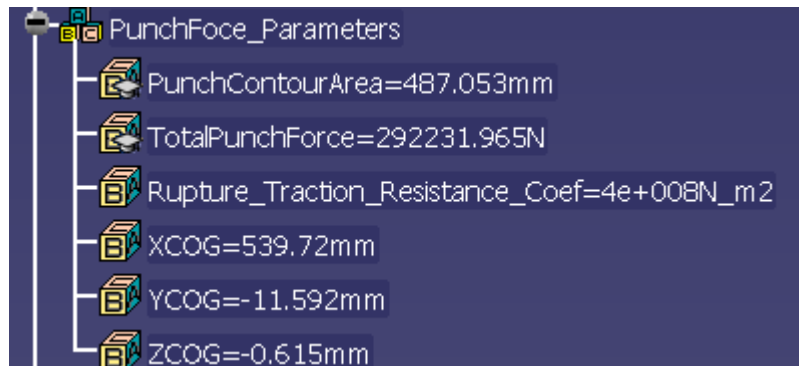 PunchFoce_Parameters
PunchContourArea=487.053mm
TotalPunchForce=292231.965N
Rupture_Traction_Resistance_Coef=4e+008N_m2
XCOG=539.72mm
YCOG=-11.592mm
ZCOG=-0.615mm